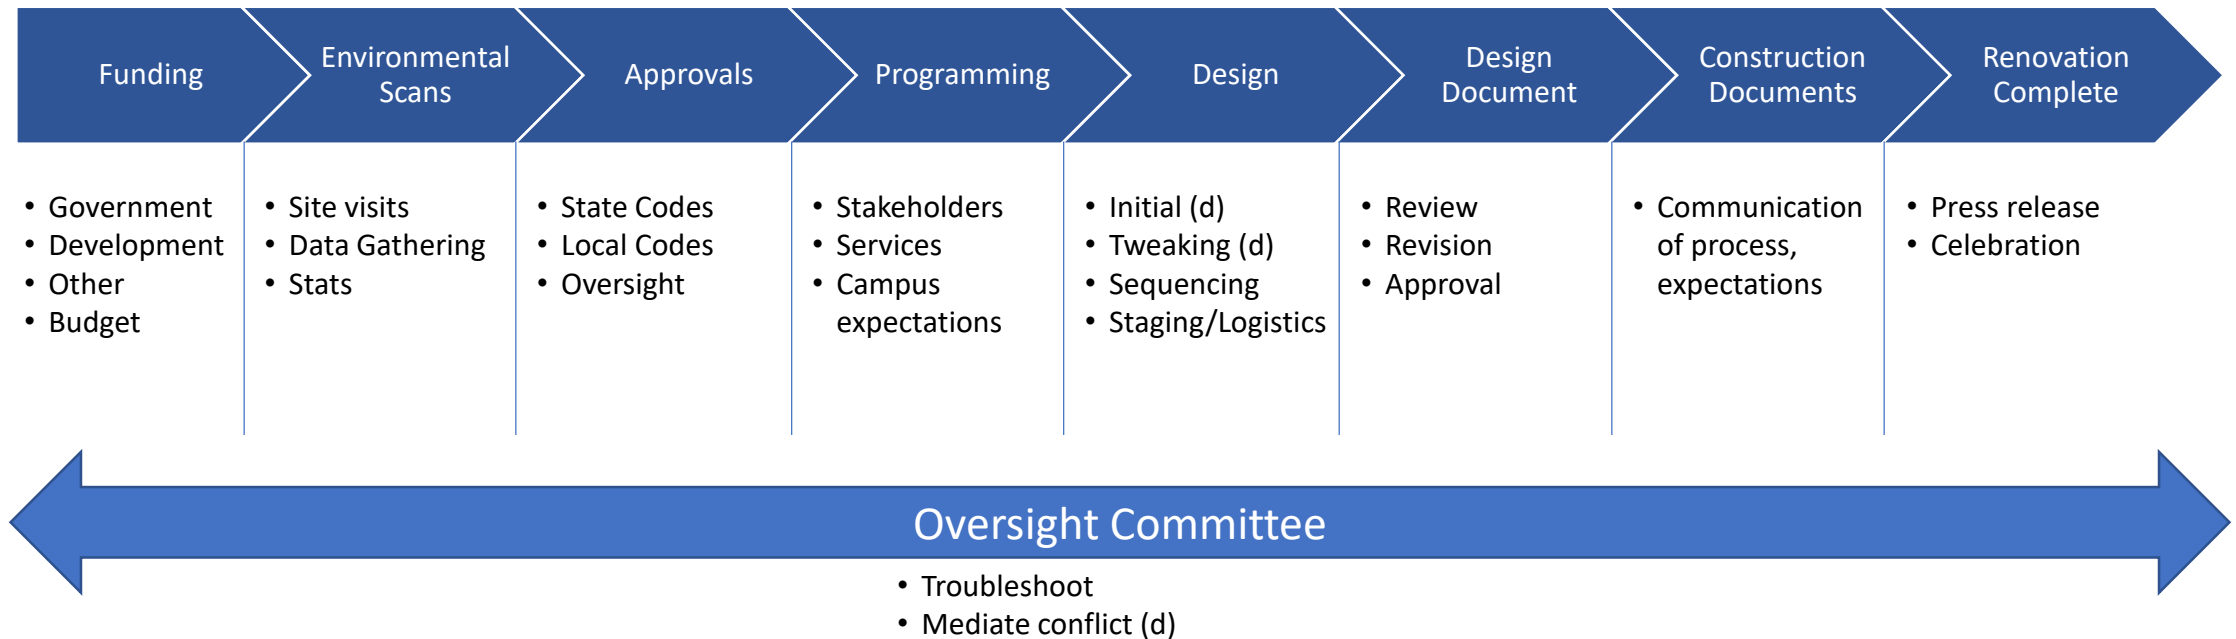 Funding
Environmental
Scans
Approvals
Programming
Design
Design
Document
Construction
Documents
Renovation
Complete
• Government
• Development
• Other
• Budget
• Site visits
• Data Gathering
• Stats
• State Codes
• Local Codes
• Oversight
• Stakeholders
• Services
• Campus
expectations
• Initial (d)
• Tweaking (d)
• Sequencing
• Staging/Logistics
• Review
• Revision
• Approval
• Communication
of process,
expectations
• Press release
• Celebration
Oversight Committee
• Troubleshoot
• Mediate conflict (d)